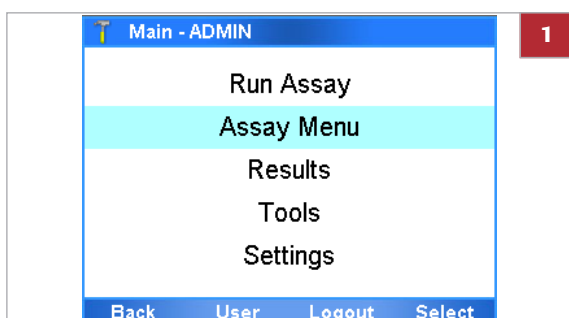 Main - ADMIN
1
Run Assay
Assay Menu
Results
Tools
Settings
Back User Logout Select